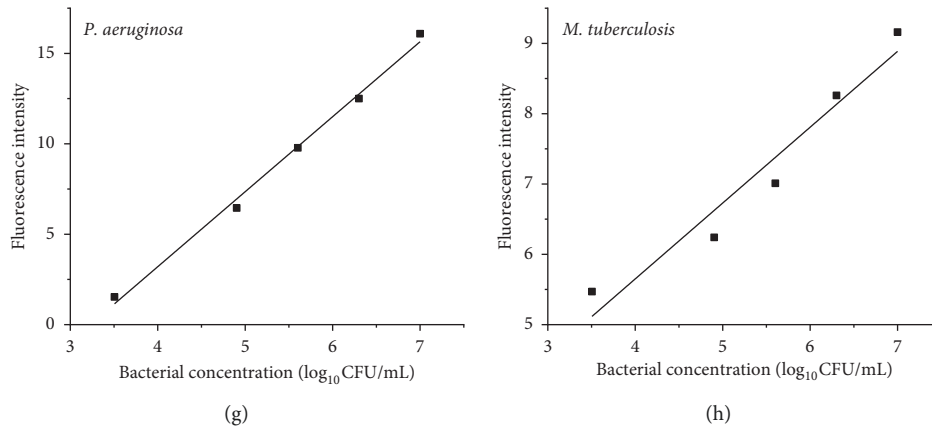 P. aeruginosa
15
10
5
0
Fluorescence intensity
3 4 5 6 7
Bacterial concentration (log₁₀CFU/mL)
(g)
M. tuberculosis
9
8
7
6
5
Fluorescence intensity
3 4 5 6 7
Bacterial concentration (log₁₀CFU/mL)
(h)